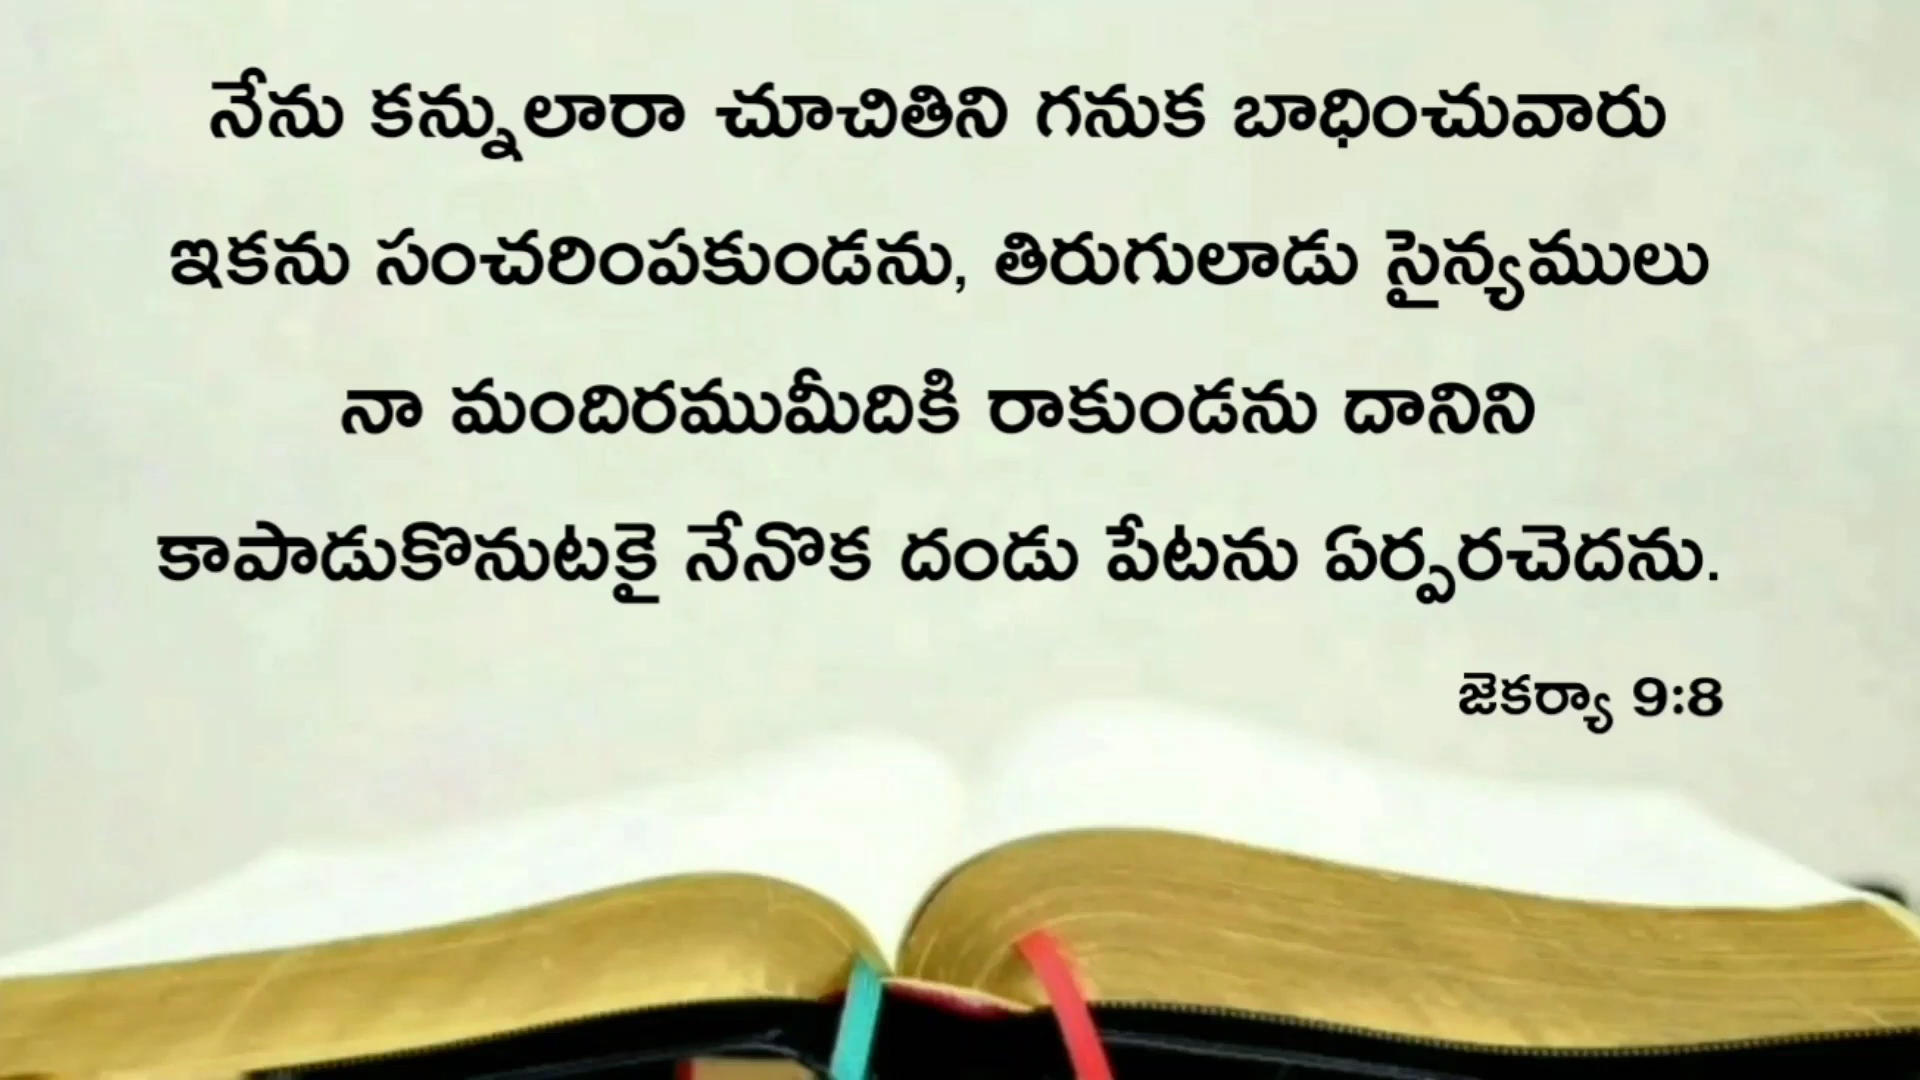 నేను కన్నులారా చూచితిని గనుక బాధించువారు
ఇకను సంచరింపకుండను, తిరుగులాడు సైన్యములు
నా మందిరముమీదికి రాకుండను దానిని
కాపాడుకొనుటకై నేనొక దండు పేటను ఏర్పరచెదను.
జెకర్యా 9:8